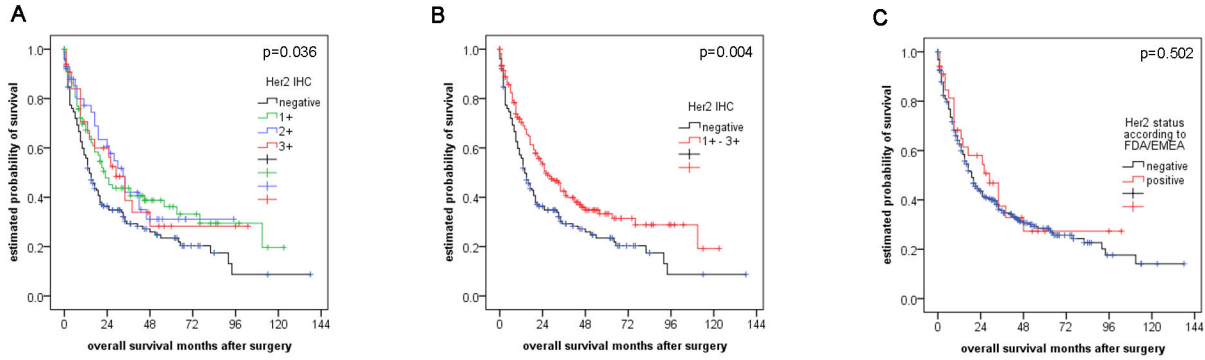 A
p=0.036
Her2 IHC
negative
1+
2+
3+
estimated probability of survival
1.0
0.8
0.6
0.4
0.2
0.0
0 24 48 72 96 120 144
overall survival months after surgery
B
p=0.004
Her2 IHC
negative
1+ - 3+
estimated probability of survival
1.0
0.8
0.6
0.4
0.2
0.0
0 24 48 72 96 120 144
overall survival months after surgery
C
p=0.502
Her2 status
according to
FDA/EMEA
negative
positive
estimated probability of survival
1.0
0.8
0.6
0.4
0.2
0.0
0 24 48 72 96 120 144
overall survival months after surgery